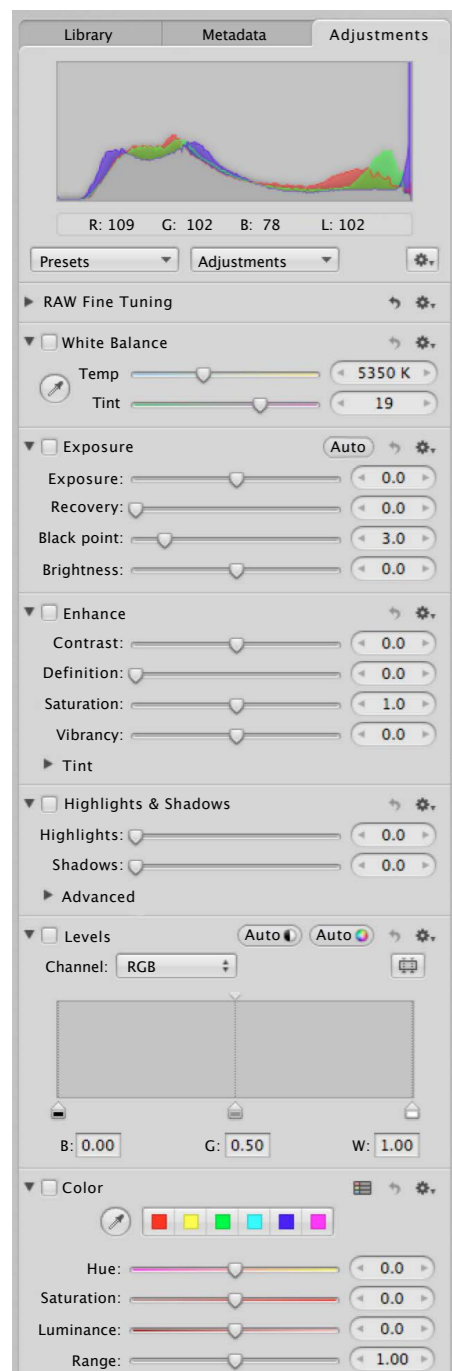 Library Metadata Adjustments
R: 109 G: 102 B: 78 L: 102
Presets Adjustments
RAW Fine Tuning
White Balance
Temp 5350 K
Tint 19
Exposure Auto
Exposure: 0.0
Recovery: 0.0
Black point: 3.0
Brightness: 0.0
Enhance
Contrast: 0.0
Definition: 0.0
Saturation: 1.0
Vibrancy: 0.0
Tint
Highlights & Shadows
Highlights: 0.0
Shadows: 0.0
Advanced
Levels Auto Auto
Channel: RGB
B: 0.00 G: 0.50 W: 1.00
Color
Hue: 0.0
Saturation: 0.0
Luminance: 0.0
Range: 1.00